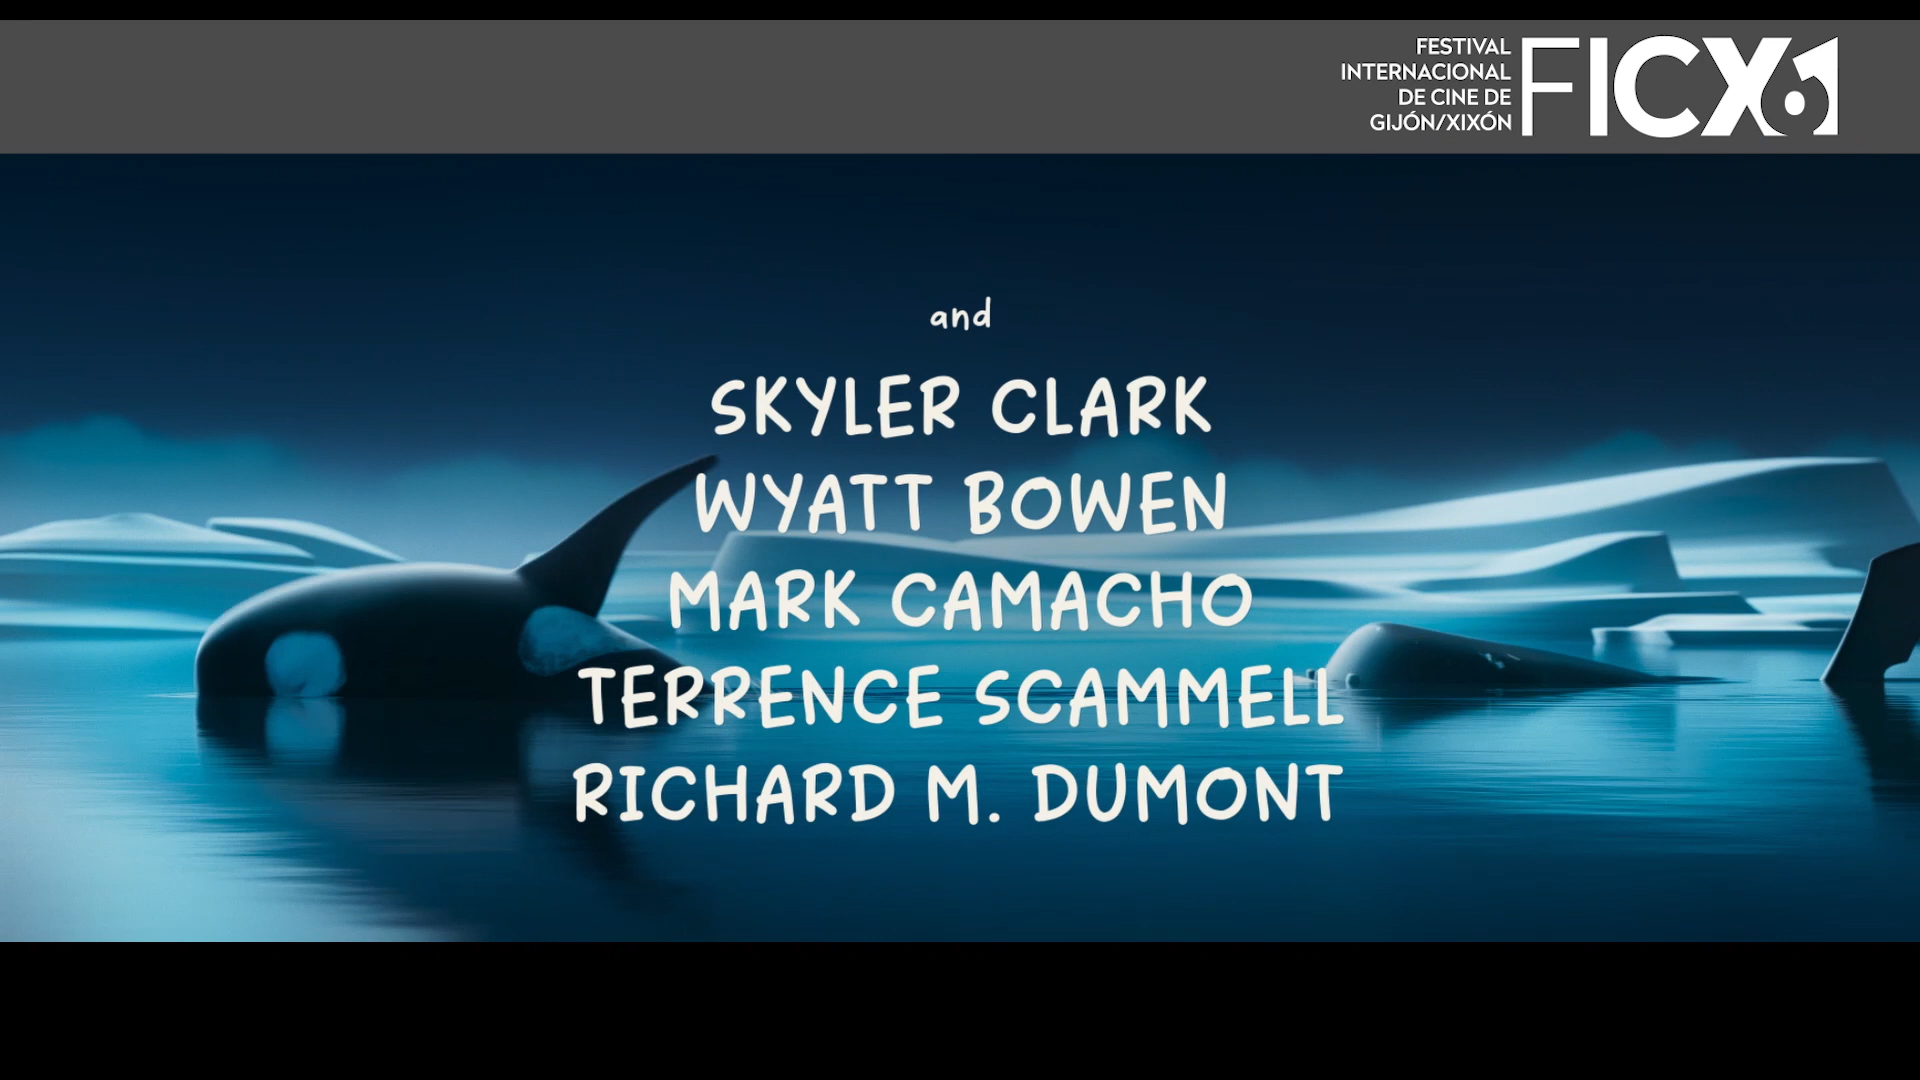 FESTIVAL
INTERNACIONAL
DE CINE DE
GIJÓN/XIXÓN
FICX61
and
SKYLER CLARK
WYATT BOWEN
MARK CAMACHO
TERRENCE SCAMMELL
RICHARD M. DUMONT